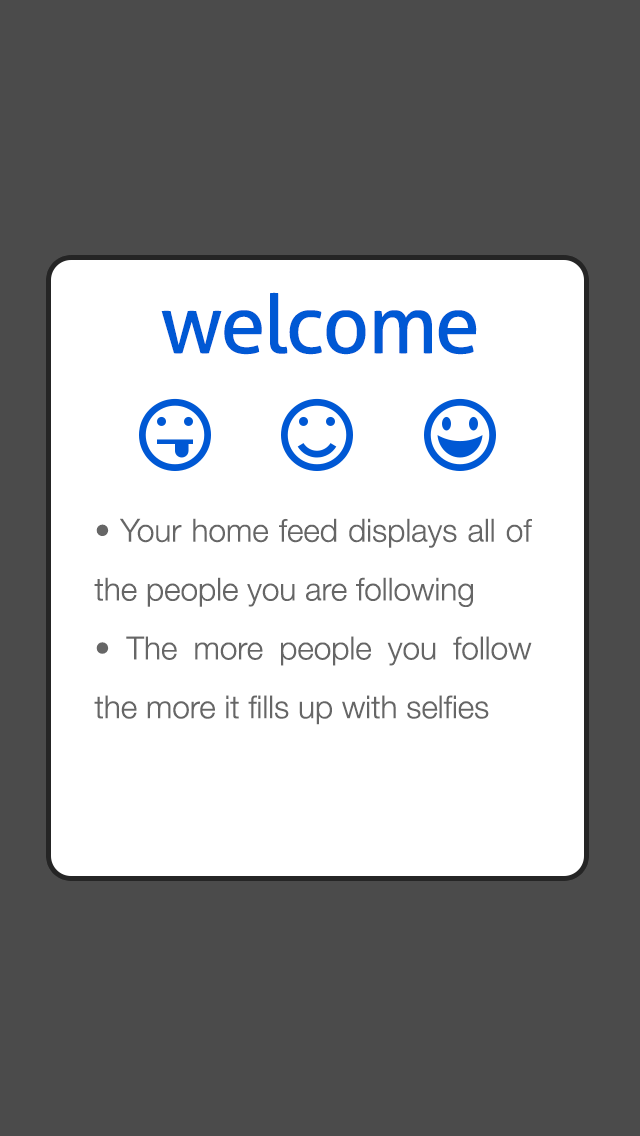 welcome
• Your home feed displays all of
the people you are following
• The more people you follow
the more it fills up with selfies